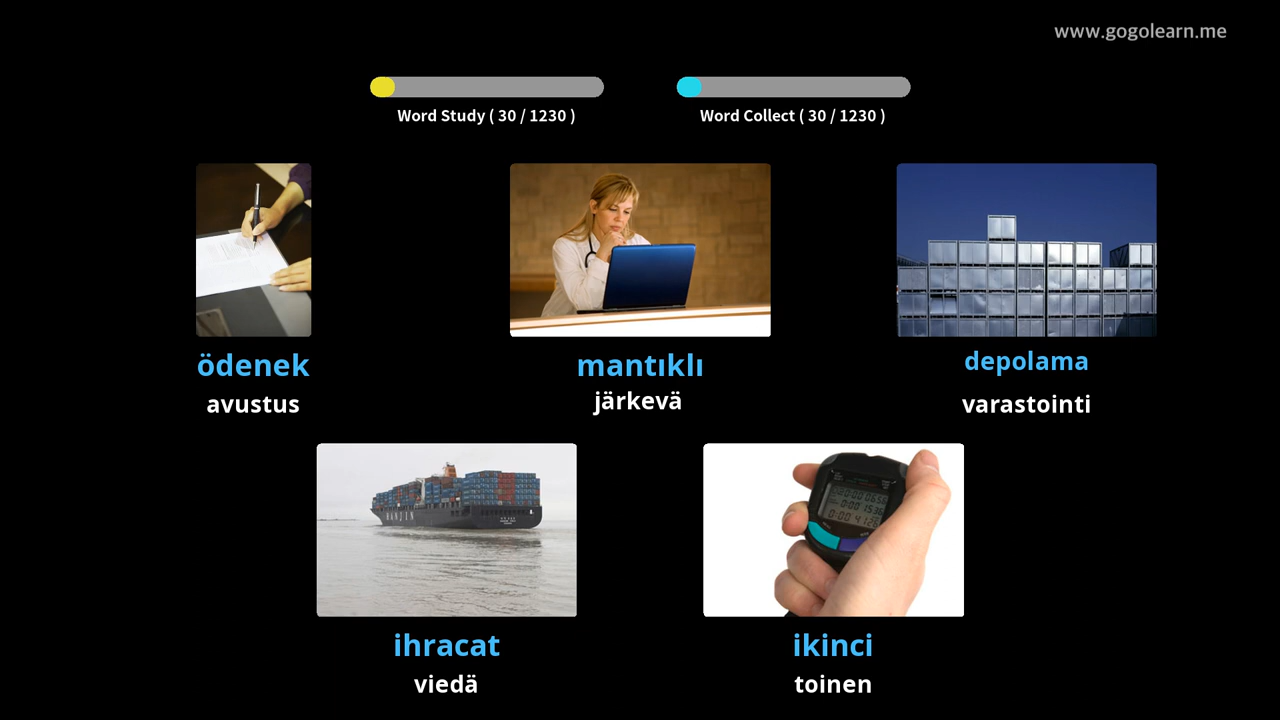 www.gogolearn.me
Word Study ( 30 / 1230 )
Word Collect ( 30 / 1230 )
ödenek
avustus
mantıklı
järkevä
depolama
varastointi
HANJIN
ihracat
viedä
ikinci
toinen